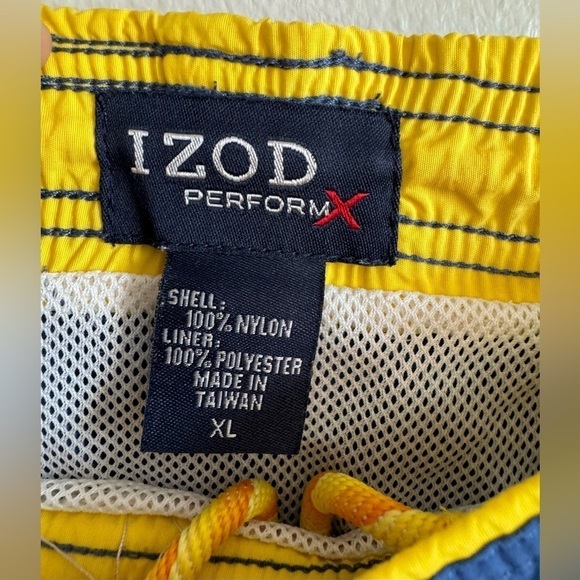 IZOD
PERFORMX
SHELL:
100% NYLON
LINER:
100% POLYESTER
MADE IN
TAIWAN
XL